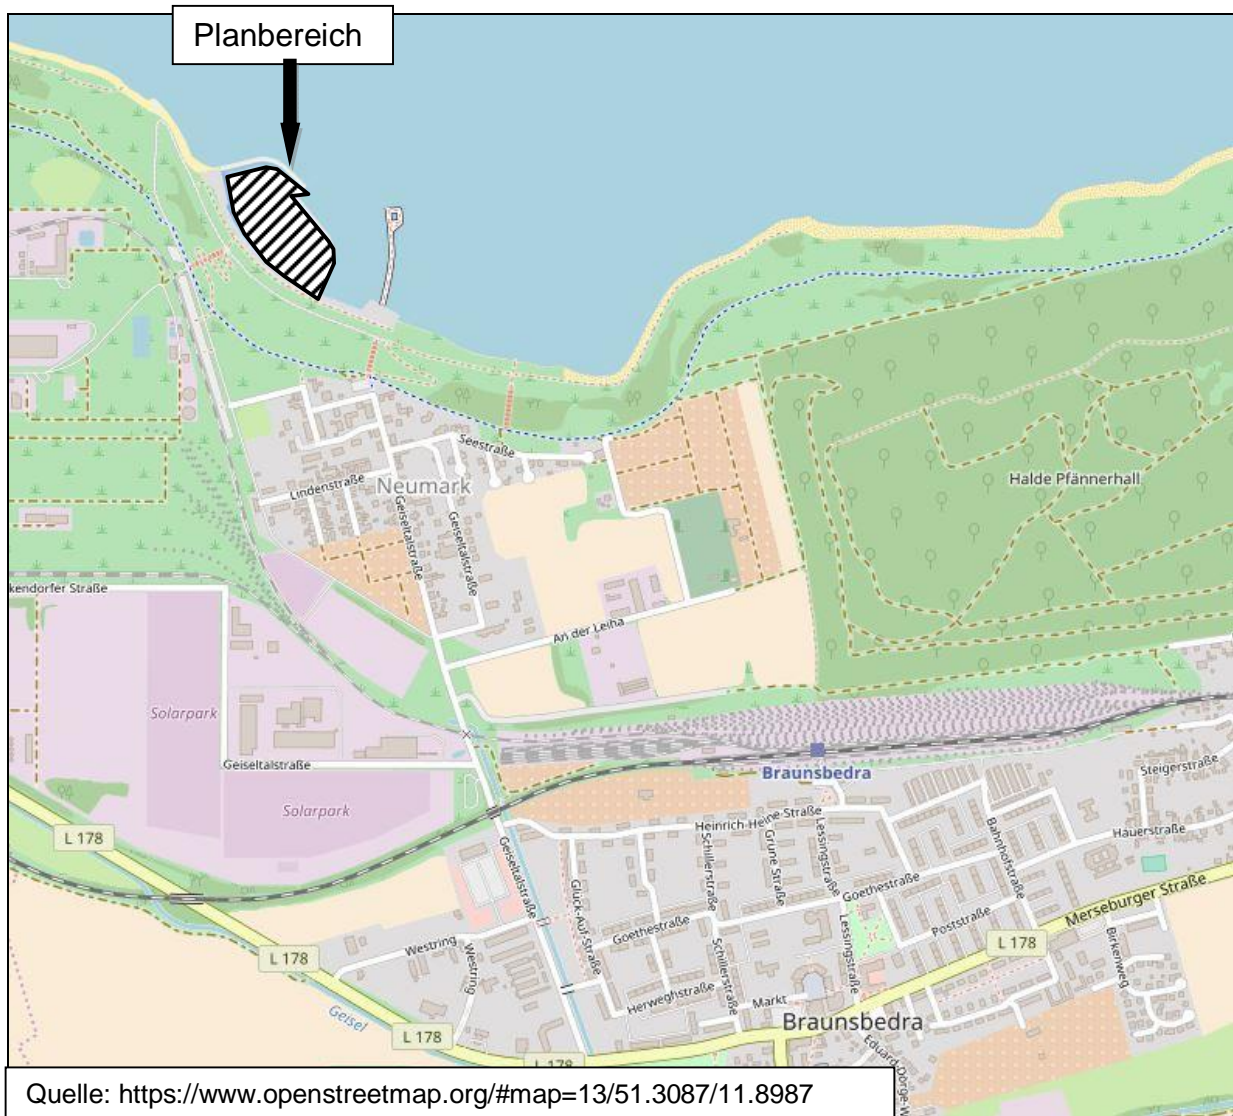 Planbereich
Seestraße
Lindenstraße
Neumark
Halde Pfännerhall
Geiseltalstraße
Geiseltalstraße
kendorfer Straße
An der Leiha
Solarpark
Geiseltalstraße
Solarpark
Braunsbedra
Steigerstraße
L 178
Heinrich-Heine-Straße
Hauerstraße
Geiseltalstraße
Glück-Auf-Straße
Schillerstraße
Grüne Straße
Lessingstraße
Bahnhofstraße
Goethestraße
Merseburger Straße
Goethestraße
Poststraße
Westring
Westring
Schillerstraße
Lessingstraße
L 178
L 178
Birkenweg
Herweghstraße
Markt
Geisel
Braunsbedra
L 178
L 178
Eduard-Dörge-W
Quelle: https://www.openstreetmap.org/#map=13/51.3087/11.8987